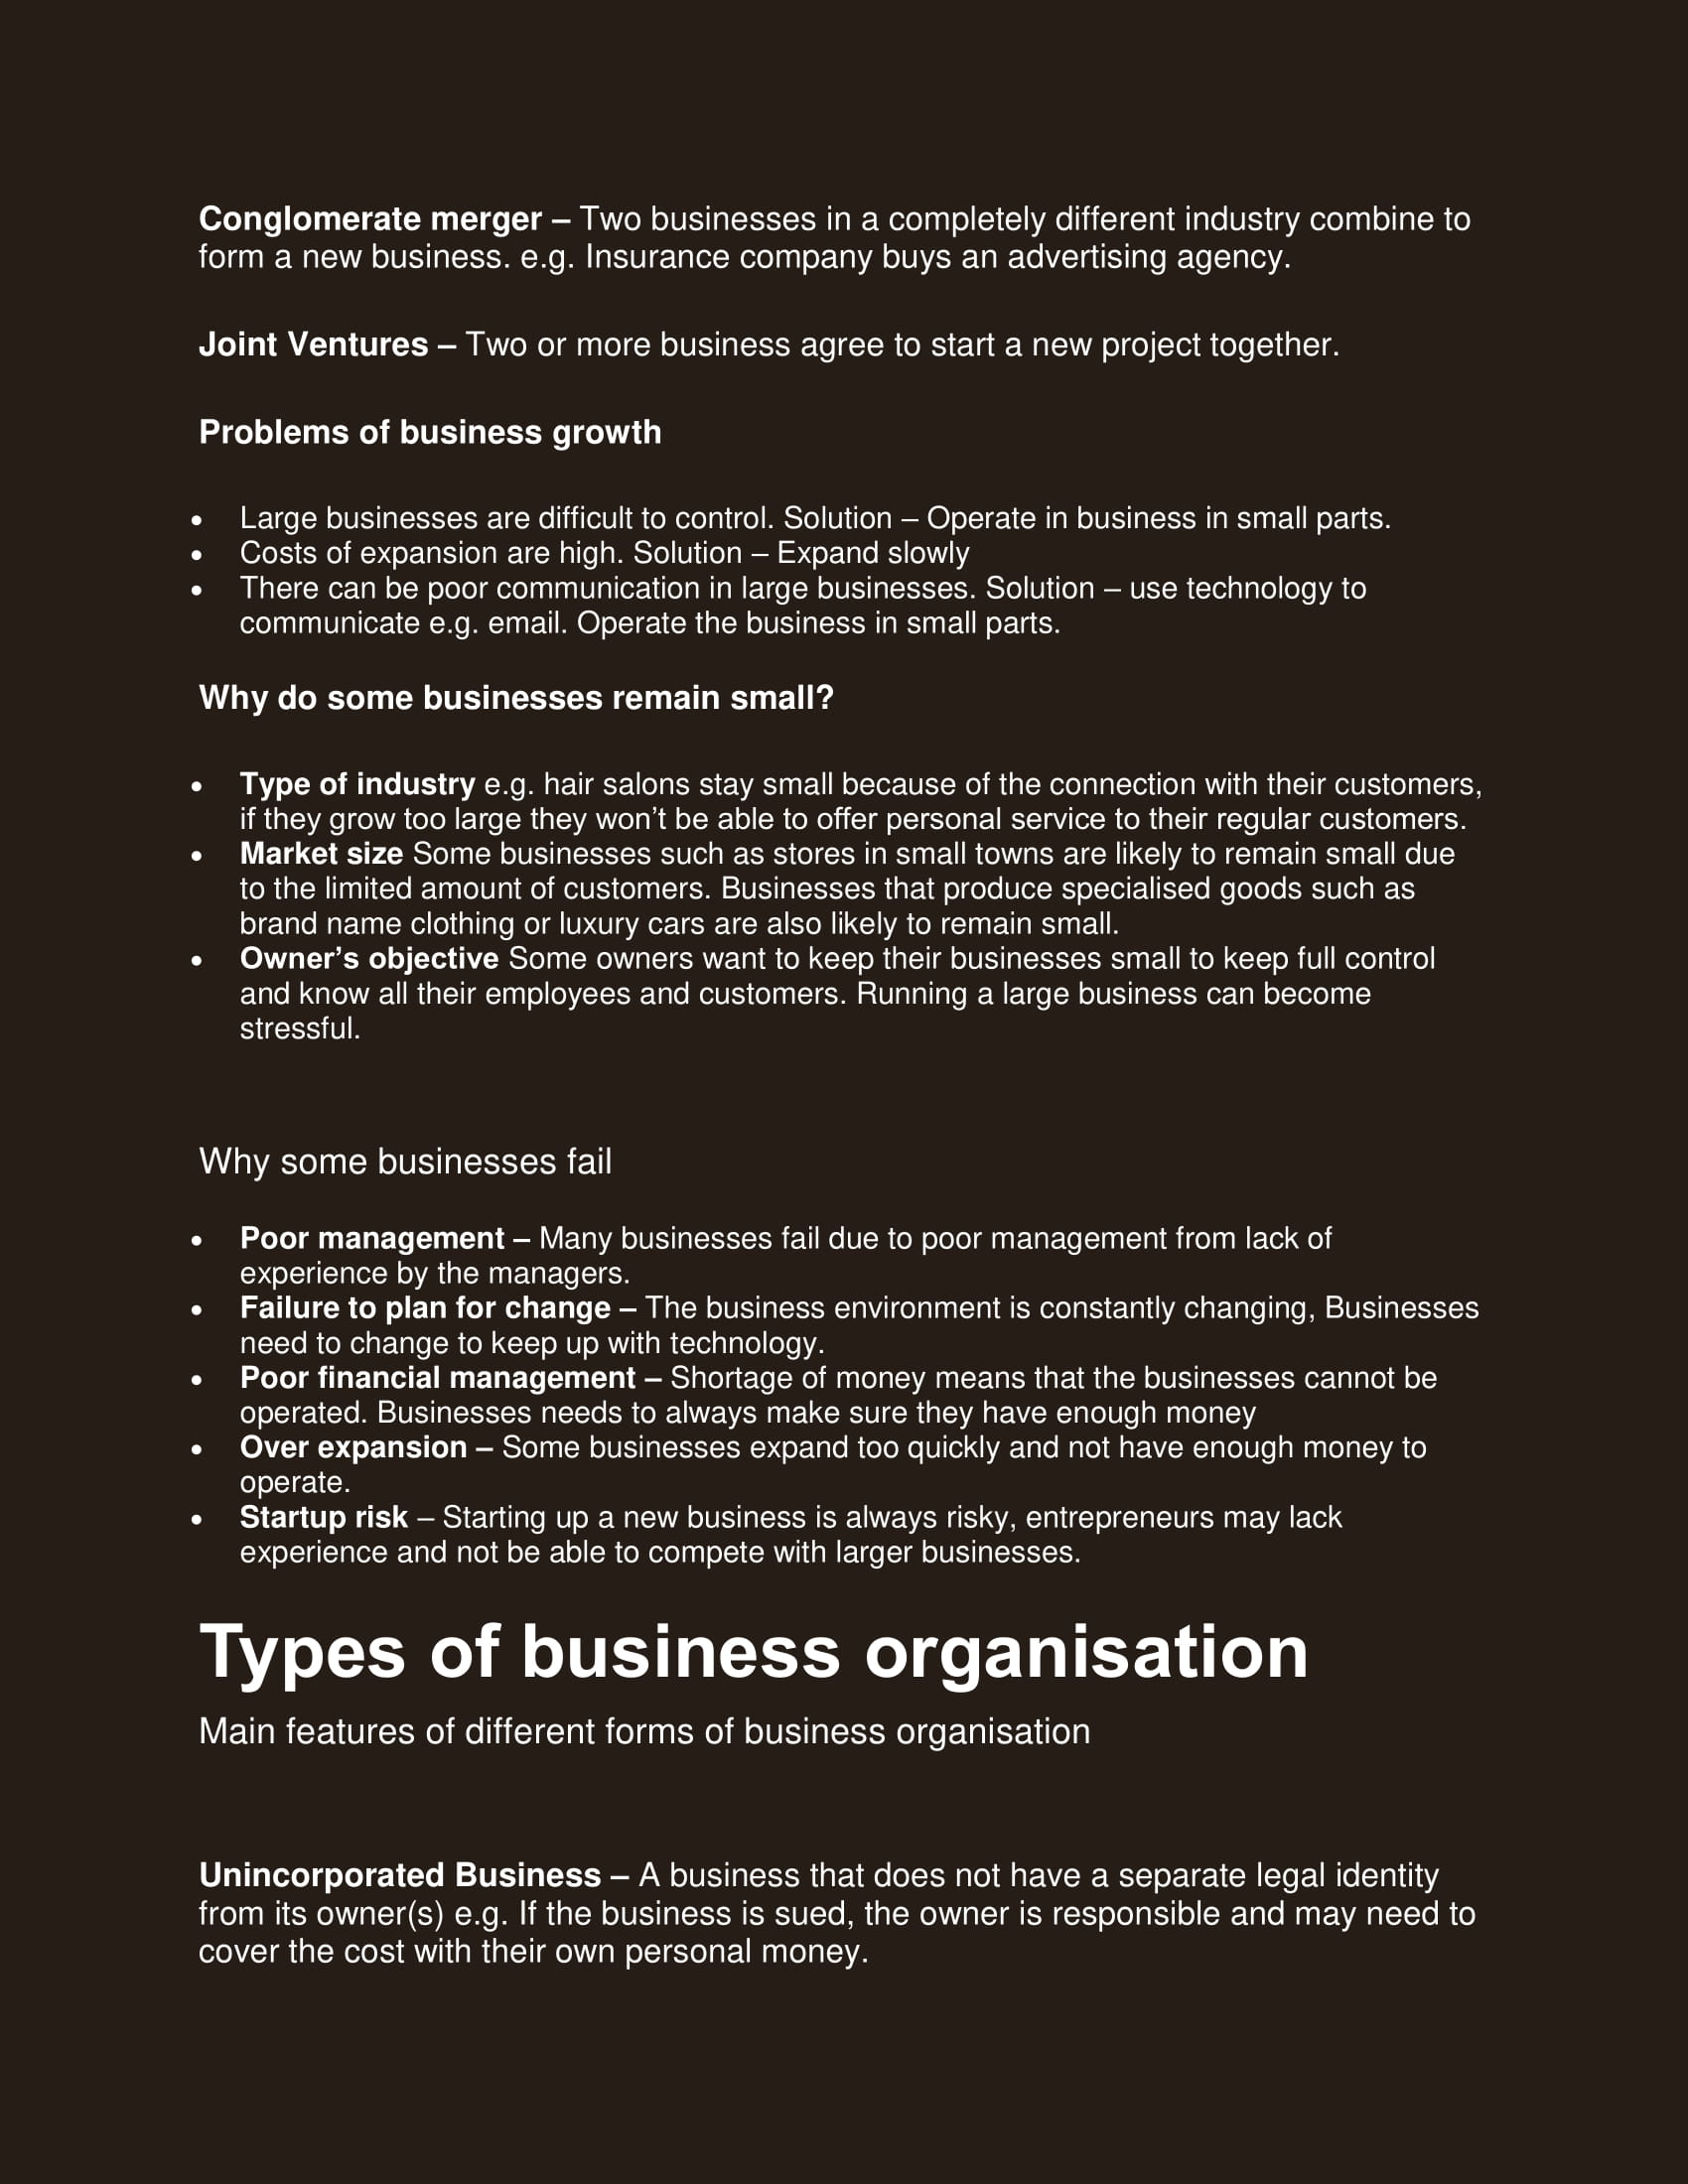 Conglomerate merger – Two businesses in a completely different industry combine to
form a new business. e.g. Insurance company buys an advertising agency.
Joint Ventures – Two or more business agree to start a new project together.
Problems of business growth
• Large businesses are difficult to control. Solution – Operate in business in small parts.
• Costs of expansion are high. Solution – Expand slowly
• There can be poor communication in large businesses. Solution – use technology to
communicate e.g. email. Operate the business in small parts.
Why do some businesses remain small?
• Type of industry e.g. hair salons stay small because of the connection with their customers,
if they grow too large they won’t be able to offer personal service to their regular customers.
• Market size Some businesses such as stores in small towns are likely to remain small due
to the limited amount of customers. Businesses that produce specialised goods such as
brand name clothing or luxury cars are also likely to remain small.
• Owner’s objective Some owners want to keep their businesses small to keep full control
and know all their employees and customers. Running a large business can become
stressful.
Why some businesses fail
• Poor management – Many businesses fail due to poor management from lack of
experience by the managers.
• Failure to plan for change – The business environment is constantly changing, Businesses
need to change to keep up with technology.
• Poor financial management – Shortage of money means that the businesses cannot be
operated. Businesses needs to always make sure they have enough money
• Over expansion – Some businesses expand too quickly and not have enough money to
operate.
• Startup risk – Starting up a new business is always risky, entrepreneurs may lack
experience and not be able to compete with larger businesses.
Types of business organisation
Main features of different forms of business organisation
Unincorporated Business – A business that does not have a separate legal identity
from its owner(s) e.g. If the business is sued, the owner is responsible and may need to
cover the cost with their own personal money.